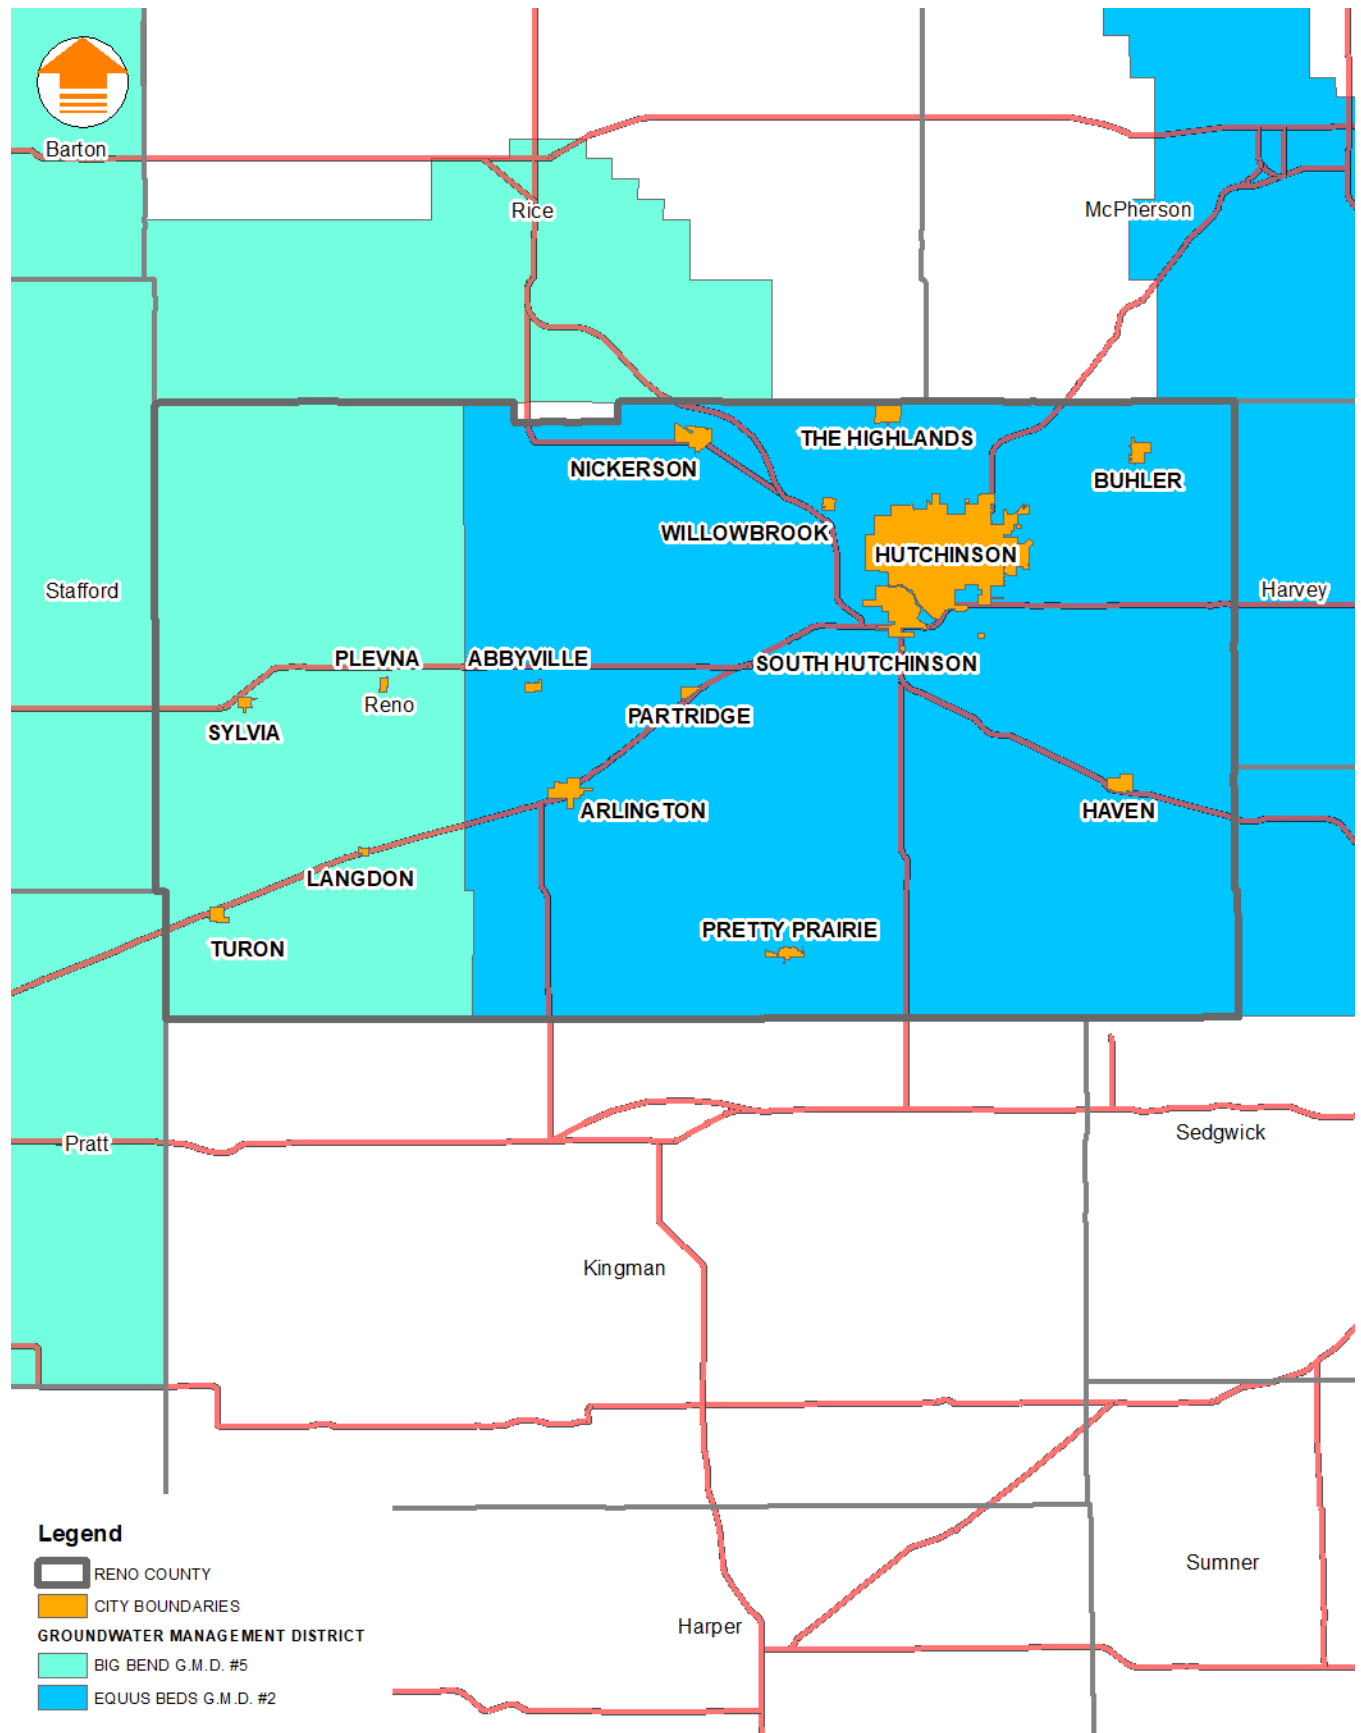 Barton
Rice
McPherson
THE HIGHLANDS
NICKERSON
BUHLER
WILLOWBROOK
HUTCHINSON
Stafford
Harvey
PLEVNA
ABBYVILLE
SOUTH HUTCHINSON
Reno
PARTRIDGE
SYLVIA
ARLINGTON
HAVEN
LANGDON
PRETTY PRAIRIE
TURON
Sedgwick
Pratt
Kingman
Legend
RENO COUNTY
CITY BOUNDARIES
GROUNDWATER MANAGEMENT DISTRICT
BIG BEND G.M.D. #5
EQUUS BEDS G.M.D. #2
Sumner
Harper